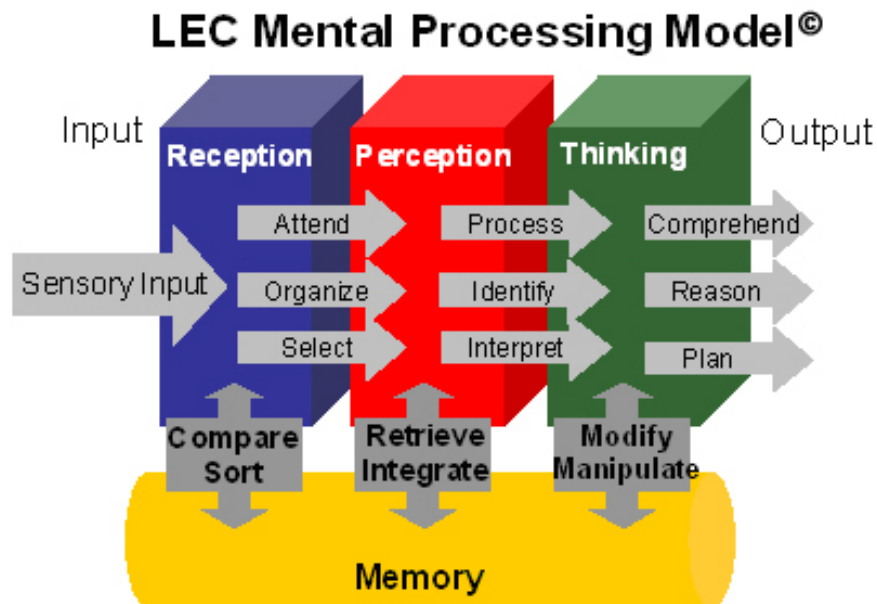 LEC Mental Processing Model©
Input
Output
Reception
Perception
Thinking
Sensory Input
Attend
Organize
Select
Process
Identify
Interpret
Comprehend
Reason
Plan
Compare
Sort
Retrieve
Integrate
Modify
Manipulate
Memory